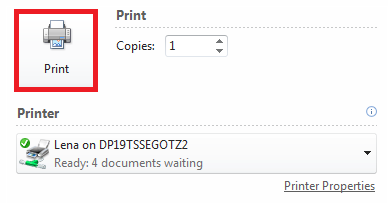 Print
Print
Copies: 1
Printer
Lena on DP19TSSEGOTZ2
Ready: 4 documents waiting
Printer Properties